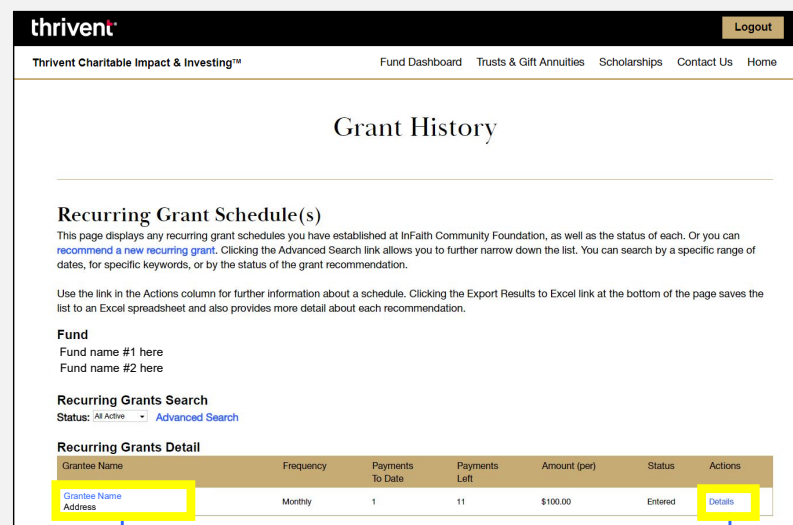 thrivent®
Logout
Thrivent Charitable Impact & Investing™
Fund Dashboard Trusts & Gift Annuities Scholarships Contact Us Home
Grant History
Recurring Grant Schedule(s)
This page displays any recurring grant schedules you have established at InFaith Community Foundation, as well as the status of each. Or you can
recommend a new recurring grant. Clicking the Advanced Search link allows you to further narrow down the list. You can search by a specific range of
dates, for specific keywords, or by the status of the grant recommendation.
Use the link in the Actions column for further information about a schedule. Clicking the Export Results to Excel link at the bottom of the page saves the
list to an Excel spreadsheet and also provides more detail about each recommendation.
Fund
Fund name #1 here
Fund name #2 here
Recurring Grants Search
Status: All Active Advanced Search
Recurring Grants Detail
Grantee Name Frequency Payments To Date Payments Left Amount (per) Status Actions
Grantee Name
Address
Monthly 1 11 $100.00 Entered Details